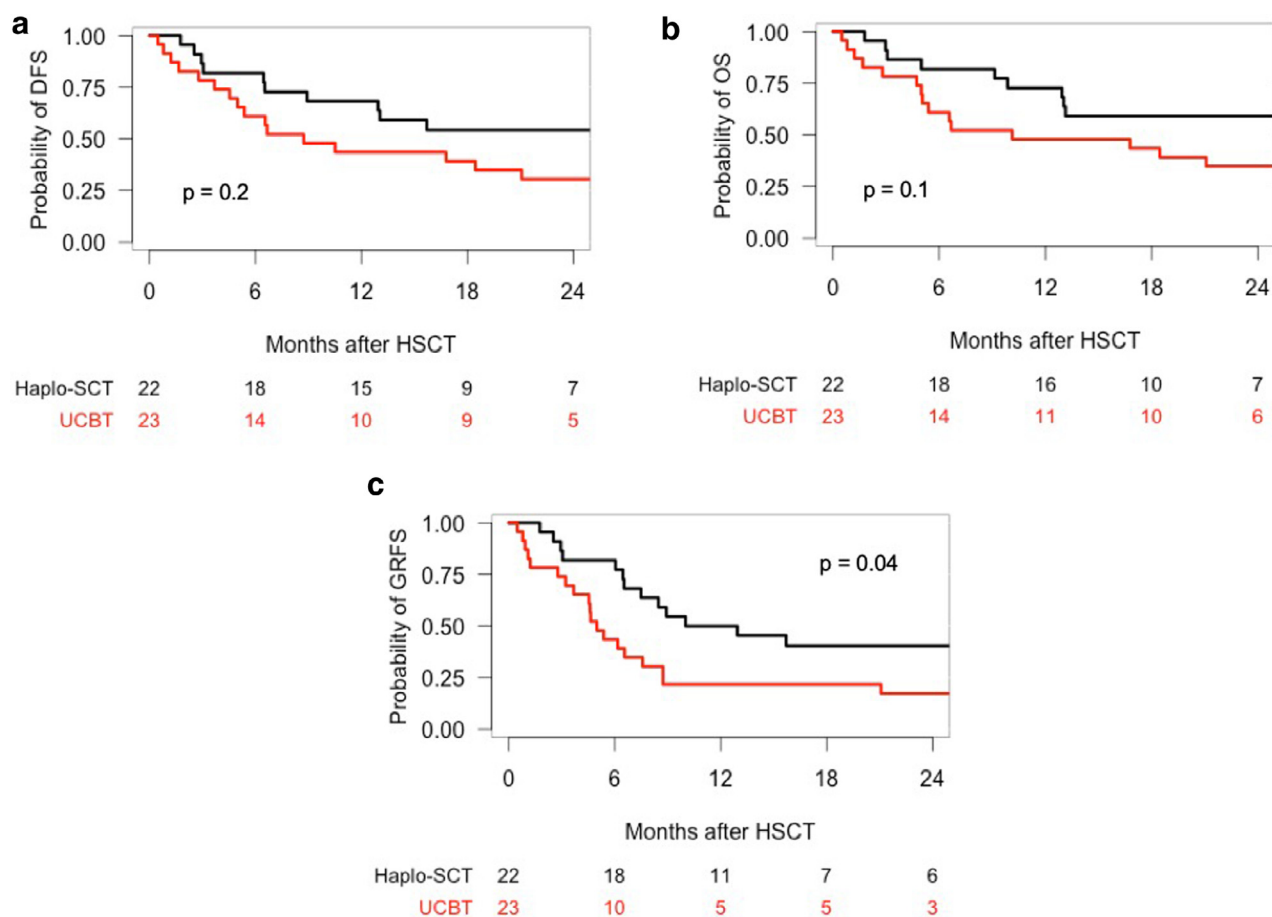 a
1.00
0.75
0.50
0.25
0.00
Probability of DFS
p = 0.2
0 6 12 18 24
Months after HSCT
Haplo-SCT 22 18 15 9 7
UCBT 23 14 10 9 5
b
1.00
0.75
0.50
0.25
0.00
Probability of OS
p = 0.1
0 6 12 18 24
Months after HSCT
Haplo-SCT 22 18 16 10 7
UCBT 23 14 11 10 6
c
1.00
0.75
0.50
0.25
0.00
Probability of GRFS
p = 0.04
0 6 12 18 24
Months after HSCT
Haplo-SCT 22 18 11 7 6
UCBT 23 10 5 5 3